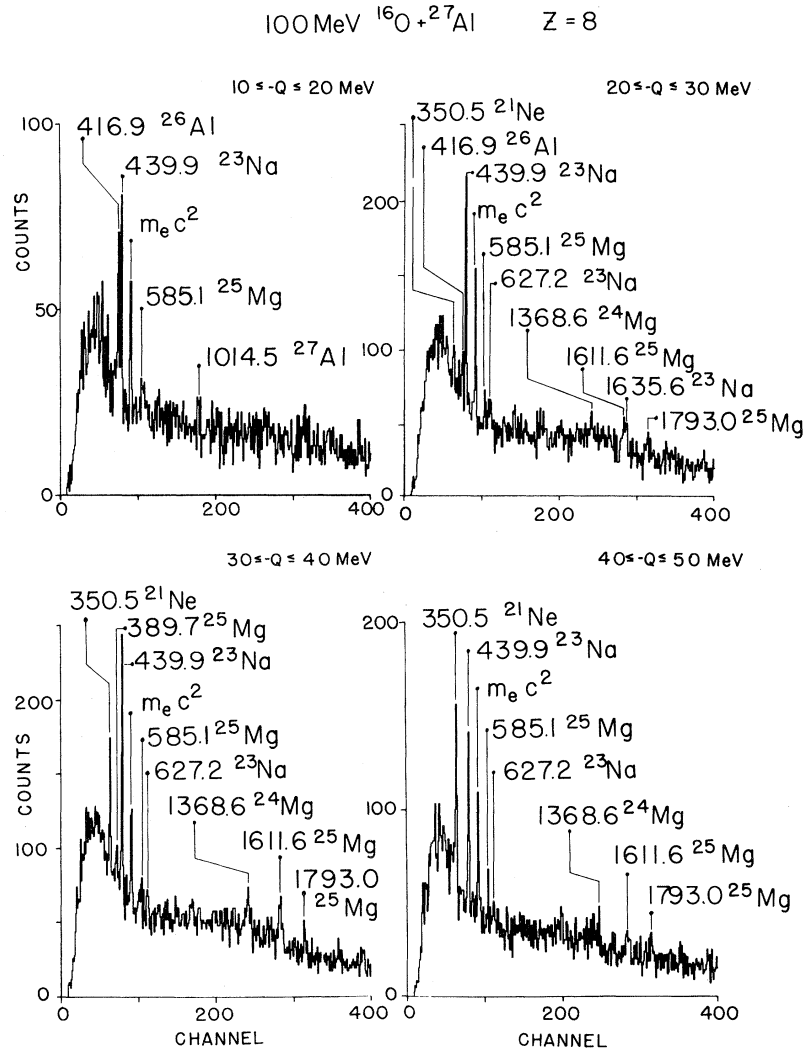 100 MeV ¹⁶O + ²⁷Al Z = 8
10 ≤ -Q ≤ 20 MeV
100
50
0
COUNTS
416.9 ²⁶Al
439.9 ²³Na
mₑc²
585.1 ²⁵Mg
1014.5 ²⁷Al
0 200 400
20 ≤ -Q ≤ 30 MeV
200
100
0
350.5 ²¹Ne
416.9 ²⁶Al
439.9 ²³Na
mₑc²
585.1 ²⁵Mg
627.2 ²³Na
1368.6 ²⁴Mg
1611.6 ²⁵Mg
1635.6 ²³Na
1793.0 ²⁵Mg
0 200 400
30 ≤ -Q ≤ 40 MeV
200
100
0
COUNTS
350.5 ²¹Ne
389.7 ²⁵Mg
439.9 ²³Na
mₑc²
585.1 ²⁵Mg
627.2 ²³Na
1368.6 ²⁴Mg
1611.6 ²⁵Mg
1793.0
²⁵Mg
0 200 400
CHANNEL
40 ≤ -Q ≤ 50 MeV
200
100
0
350.5 ²¹Ne
439.9 ²³Na
mₑc²
585.1 ²⁵Mg
627.2 ²³Na
1368.6 ²⁴Mg
1611.6 ²⁵Mg
1793.0 ²⁵Mg
0 200 400
CHANNEL